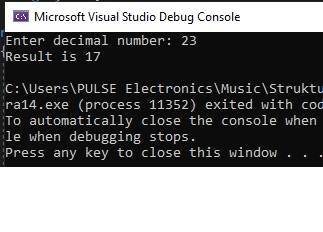 Microsoft Visual Studio Debug Console
Enter decimal number: 23
Result is 17
C:\Users\PULSE Electronics\Music\Struktu
ra14.exe (process 11352) exited with cod
To automatically close the console when
le when debugging stops.
Press any key to close this window . . .